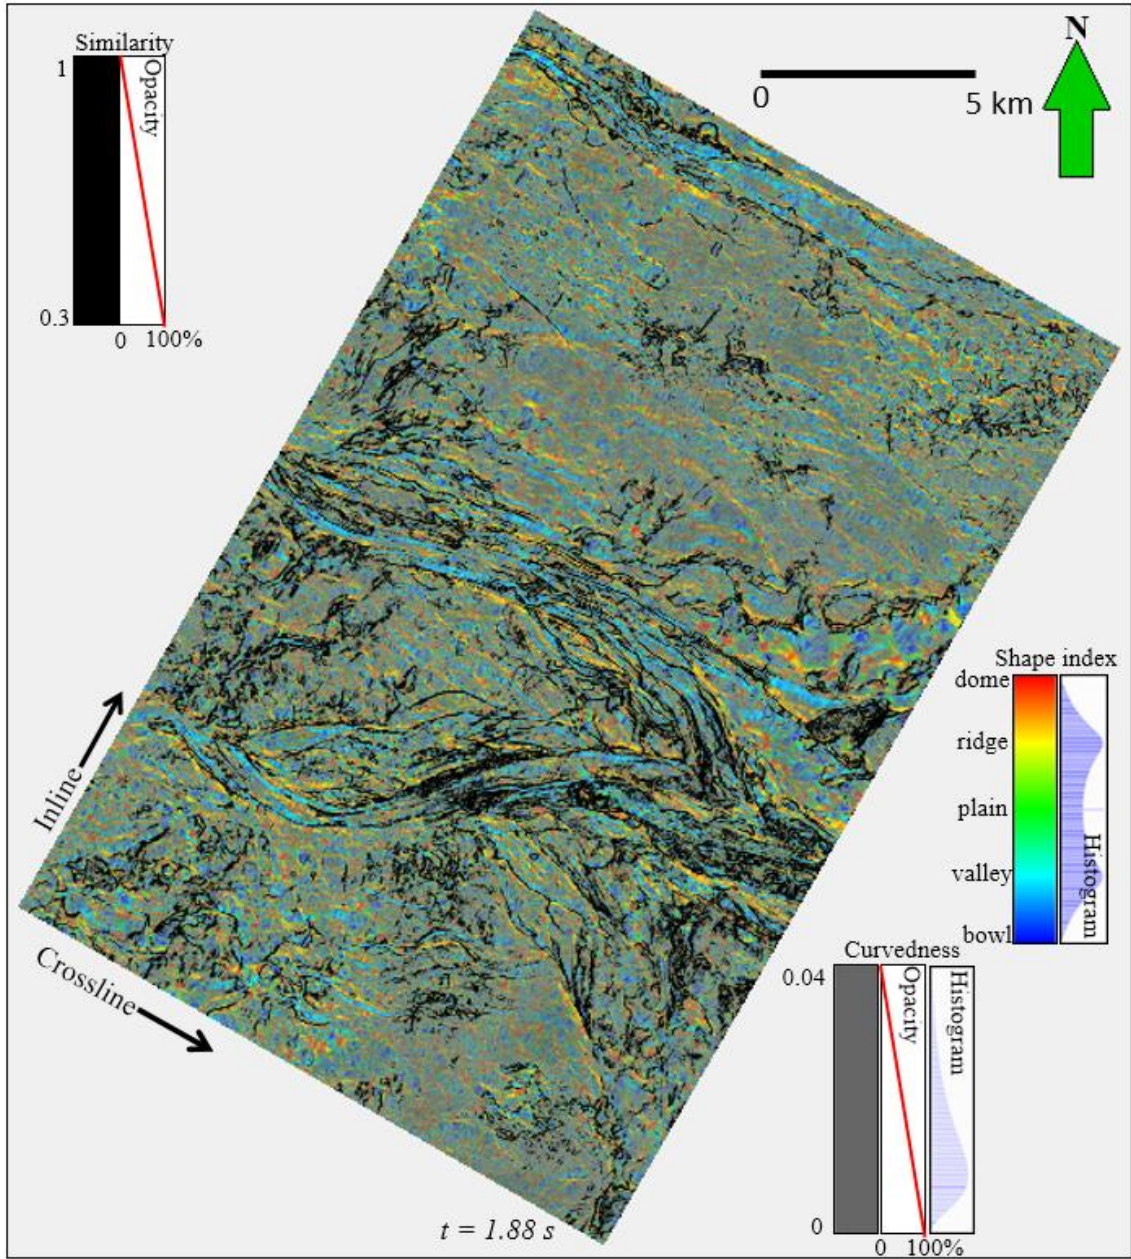 Similarity
1
Opacity
0.3
0
100%
N
0
5 km
Inline
Crossline
t = 1.88 s
Shape index
dome
ridge
plain
valley
bowl
Histogram
Curvedness
0.04
Opacity
Histogram
0
0
100%